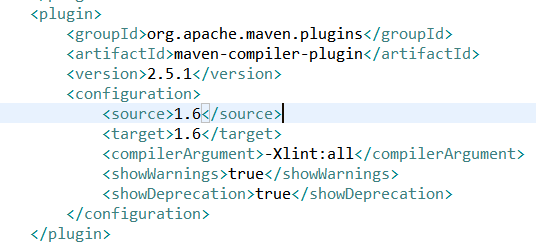 <plugin>
<groupId>org.apache.maven.plugins</groupId>
<artifactId>maven-compiler-plugin</artifactId>
<version>2.5.1</version>
<configuration>
<source>1.6</source>
<target>1.6</target>
<compilerArgument>-Xlint:all</compilerArgument>
<showWarnings>true</showWarnings>
<showDeprecation>true</showDeprecation>
</configuration>
</plugin>